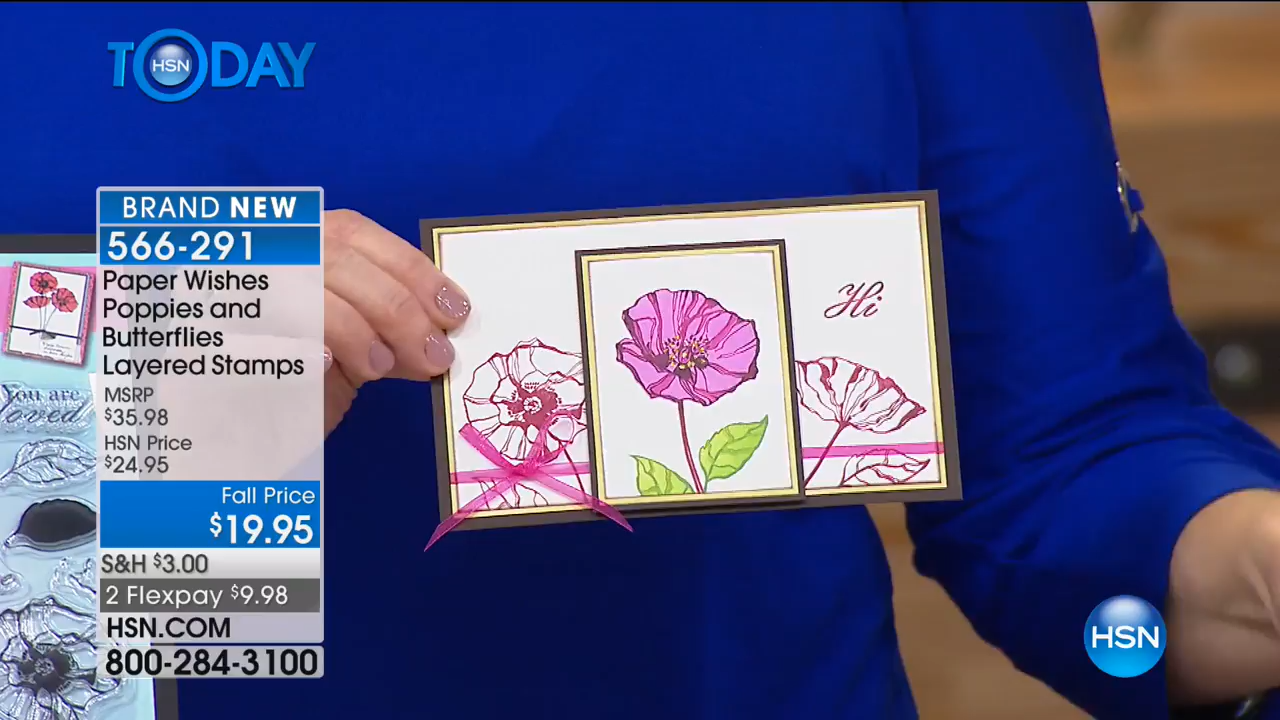 TODAY
HSN
BRAND NEW
566-291
Paper Wishes
Poppies and
Butterflies
Layered Stamps
MSRP
$35.98
HSN Price
$24.95
Fall Price
$19.95
S&H $3.00
2 Flexpay $9.98
HSN.COM
800-284-3100
Hi
You are
loved
HSN